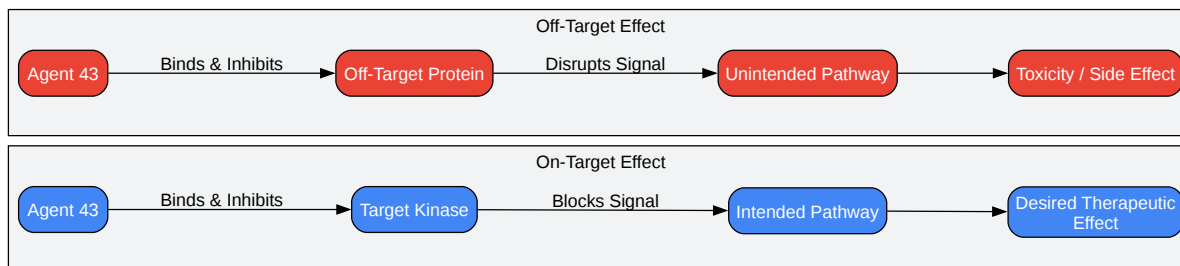 Off-Target Effect
Agent 43
Binds & Inhibits
Off-Target Protein
Disrupts Signal
Unintended Pathway
Toxicity / Side Effect
On-Target Effect
Agent 43
Binds & Inhibits
Target Kinase
Blocks Signal
Intended Pathway
Desired Therapeutic
Effect